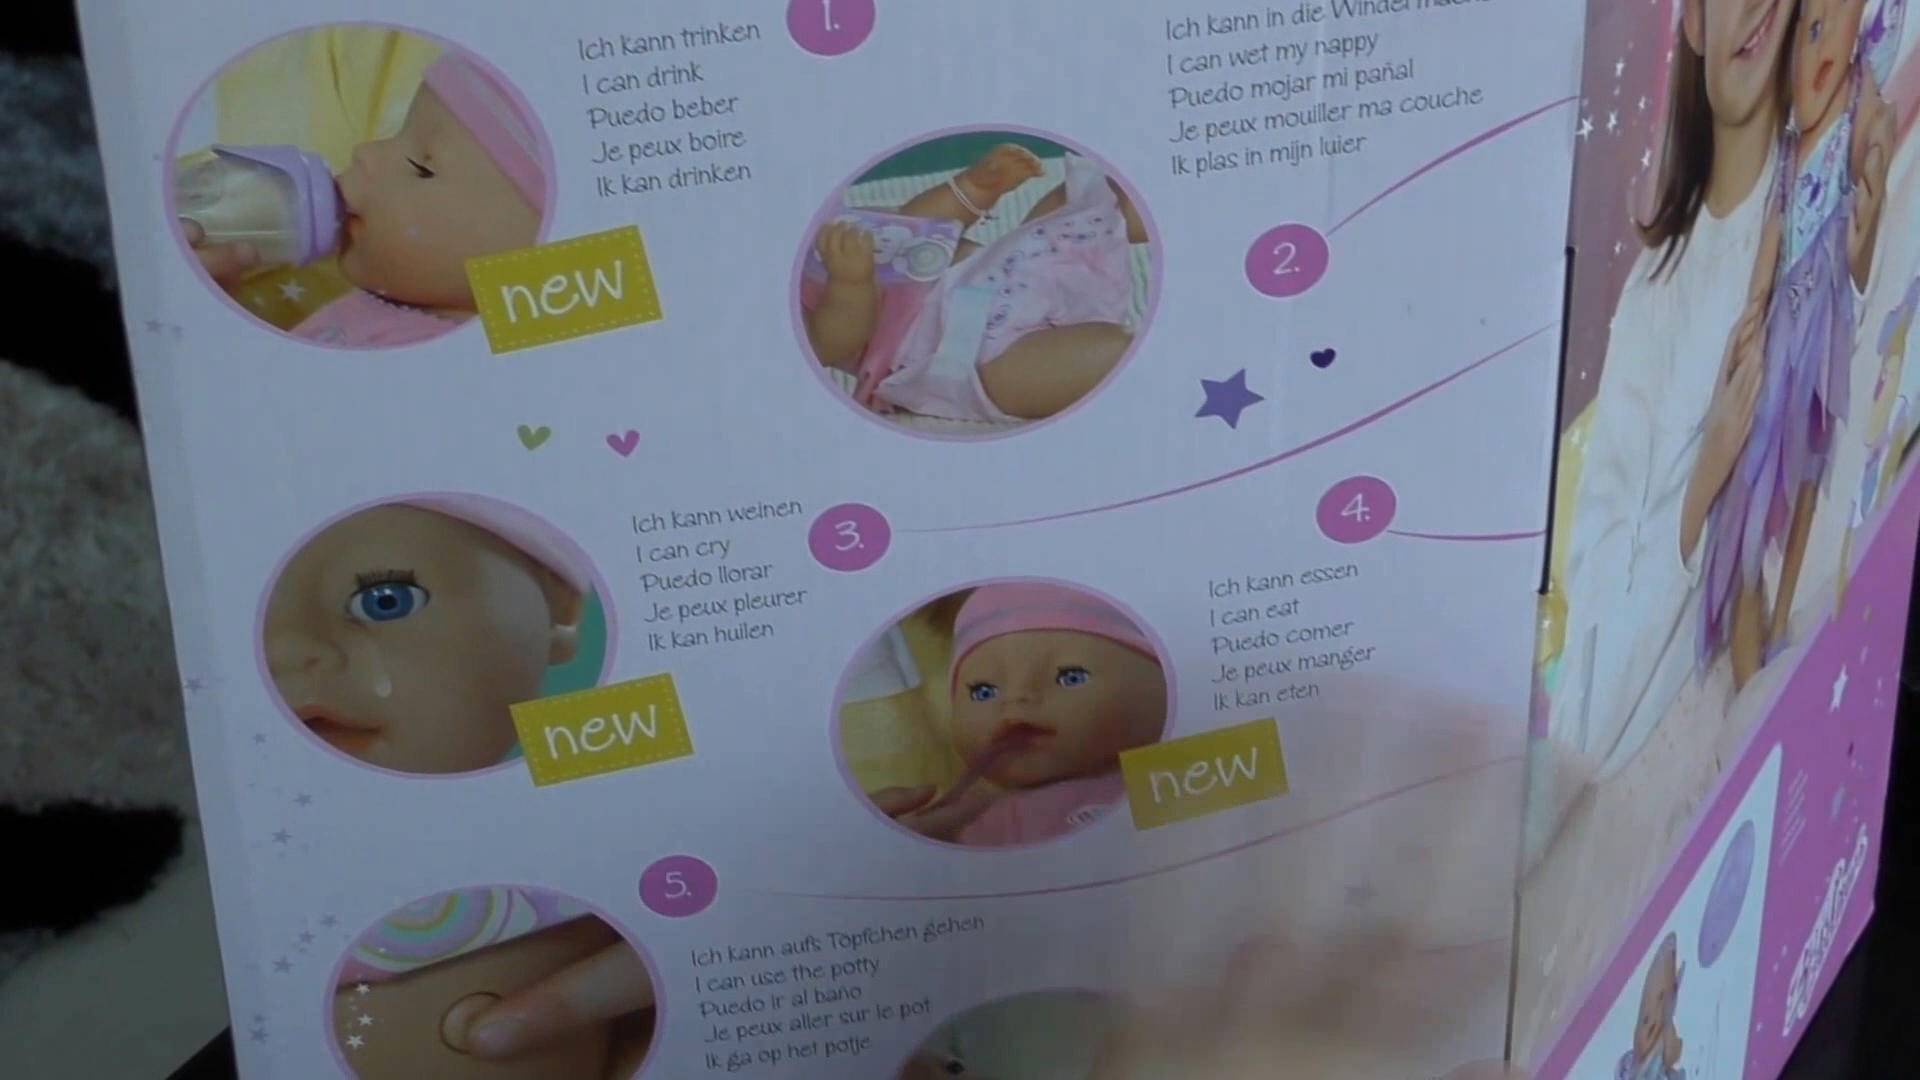 1.
Ich kann trinken
I can drink
Puedo beber
Je peux boire
Ik kan drinken
new
Ich kann in die Windel
I can wet my nappy
Puedo mojar mi pañal
Je peux mouiller ma couche
Ik plas in mijn luier
2.
3.
Ich kann weinen
I can cry
Puedo llorar
Je peux pleurer
Ik kan huilen
new
4.
Ich kann essen
I can eat
Puedo comer
Je peux manger
Ik kan eten
new
5.
Ich kann aufs Töpfchen gehen
I can use the potty
Puedo ir al baño
Je peux aller sur le pot
Ik ga op het potje